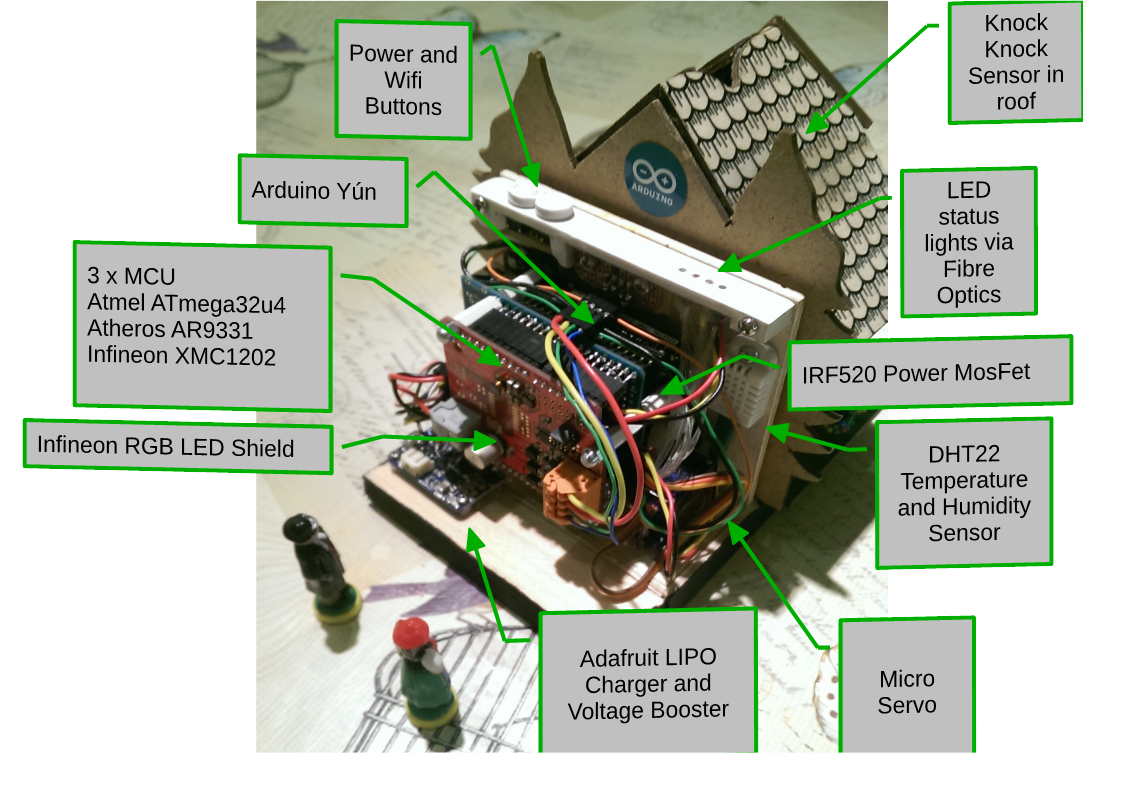 Knock
Knock
Sensor in
roof
Power and
Wifi
Buttons
ARDUINO
Arduino Yún
LED
status
lights via
Fibre
Optics
3 x MCU
Atmel ATmega32u4
Atheros AR9331
Infineon XMC1202
IRF520 Power MosFet
Infineon RGB LED Shield
DHT22
Temperature
and Humidity
Sensor
Adafruit LIPO
Charger and
Voltage Booster
Micro
Servo